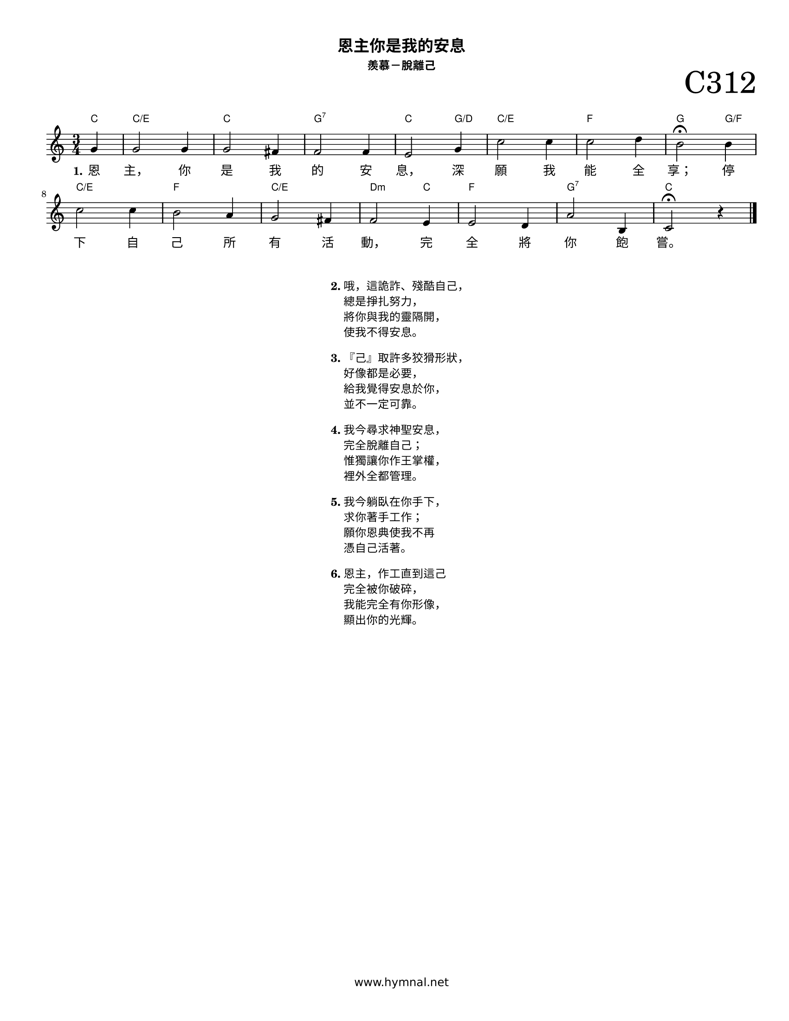 恩主你是我的安息
羨慕－脫離己
C312
C C/E C G7 C G/D C/E F G G/F
3 4
1. 恩 主， 你 是 我 的 安 息， 深 願 我 能 全 享； 停
8
C/E F C/E Dm C F G7 C
下 自 己 所 有 活 動， 完 全 將 你 飽 嘗。
2. 哦，這詭詐、殘酷自己，
總是掙扎努力，
將你與我的靈隔開，
使我不得安息。
3. 『己』取許多狡猾形狀，
好像都是必要，
給我覺得安息於你，
並不一定可靠。
4. 我今尋求神聖安息，
完全脫離自己；
惟獨讓你作王掌權，
裡外全都管理。
5. 我今躺臥在你手下，
求你著手工作；
願你恩典使我不再
憑自己活著。
6. 恩主，作工直到這己
完全被你破碎，
我能完全有你形像，
顯出你的光輝。
www.hymnal.net